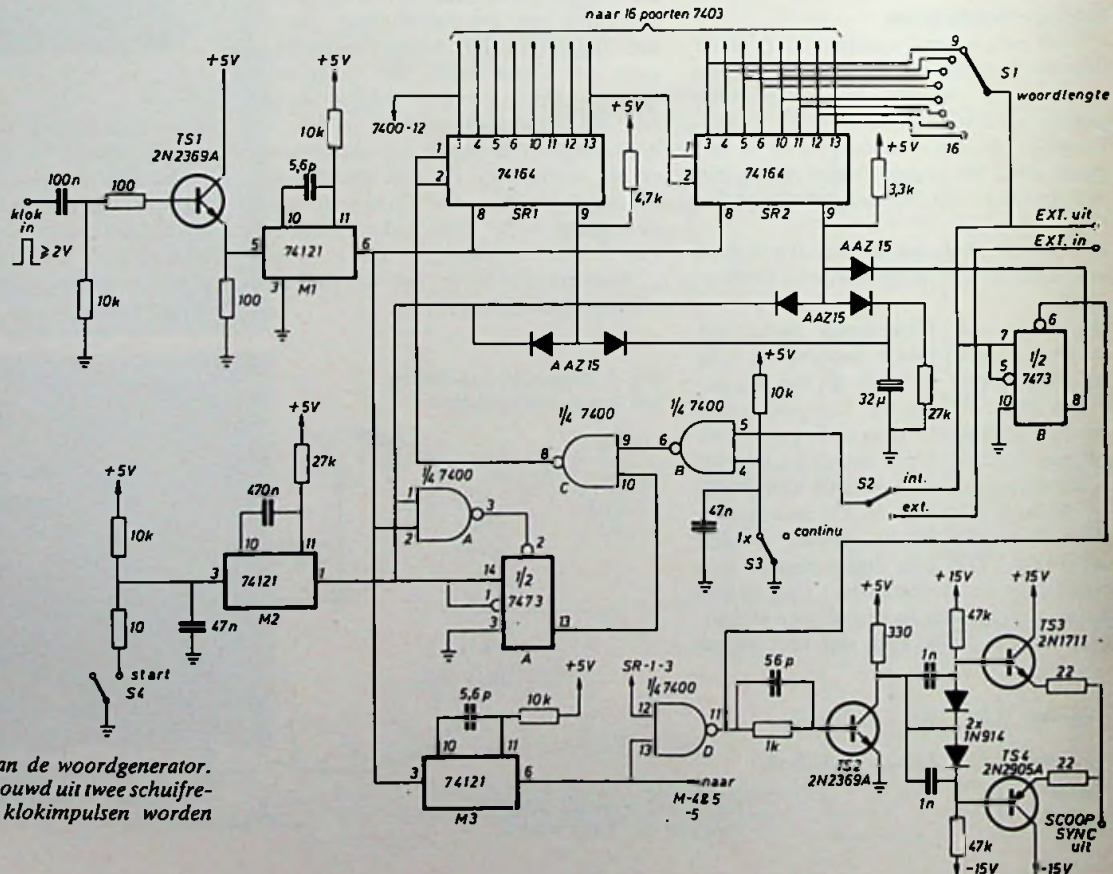 naar 16 poorten 7403
+5V
+5V
TS1
2N2369A
10k
100n
100
klok
in
≥ 2V
10k
100
5,6p
10
11
5
74121
6
3
M1
7400-12
3 4 5 6 10 11 12 13
1
2
74164
8
SR1
9
+5V
4,7k
3 4 5 6 10 11 12 13
1
2
74164
8
SR2
9
+5V
3,3k
9
S1
woordlengte
16
EXT. uit
EXT. in
AAZ 15
AAZ15
AAZ15
32μ
27k
6
7
5
10
1/2
7473
8
B
+5V
10k
1/4 7400
1/4 7400
8
9
10
C
6
5
4
B
47n
1x
continu
S3
S2
int.
ext.
1/4 7400
1
2
3
A
2
14
1
3
1/2
7473
13
A
+5V
27k
+5V
10k
470n
10
11
3
74121
1
M2
10
47n
start
S4
5,6p
10k
+5V
10
11
3
74121
6
M3
SR-1-3
1/4 7400
12
13
11
D
naar
M-4&5
-5
56p
1k
+5V
330
TS2
2N2369A
+15V
47k
+15V
TS3
2N1711
1n
22
2x
1N914
TS4
2N2905A
22
1n
47k
-15V
-15V
SCOOP
SYNC
uit
an de woordgenerator.
ouwd uit twee schuifre-
klokimpulsen worden